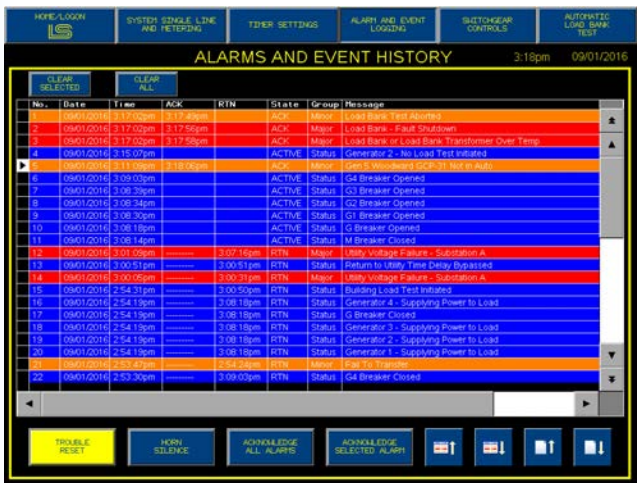 HOME/LOGON
LS
SYSTEM SINGLE LINE AND METERING
TIMER SETTINGS
ALARM AND EVENT LOGGING
SWITCHGEAR CONTROLS
AUTOMATIC LOAD BANK TEST
ALARMS AND EVENT HISTORY 3:18pm 09/01/2016
CLEAR SELECTED
CLEAR ALL
No. Date Time ACK RTN State Group Message
1 09/01/2016 3:17:02pm 3:17:49pm ACK Minor Load Bank Test Aborted
2 09/01/2016 3:17:02pm 3:17:56pm ACK Major Load Bank - Fault Shutdown
3 09/01/2016 3:17:02pm 3:17:58pm ACK Major Load Bank or Load Bank Transformer Over Temp
4 09/01/2016 3:15:07pm ACTIVE Status Generator 2 - No Load Test Initiated
5 09/01/2016 3:11:09pm 3:18:06pm ACK Minor Gen 5 Woodward GCP-31 Not in Auto
6 09/01/2016 3:09:03pm ACTIVE Status G4 Breaker Opened
7 09/01/2016 3:08:39pm ACTIVE Status G3 Breaker Opened
8 09/01/2016 3:08:34pm ACTIVE Status G2 Breaker Opened
9 09/01/2016 3:08:30pm ACTIVE Status G1 Breaker Opened
10 09/01/2016 3:08:18pm ACTIVE Status G Breaker Opened
11 09/01/2016 3:08:14pm ACTIVE Status M Breaker Closed
12 09/01/2016 3:01:09pm --------- 3:07:16pm RTN Major Utility Voltage Failure - Substation A
13 09/01/2016 3:00:51pm --------- 3:00:51pm RTN Status Return to Utility Time Delay Bypassed
14 09/01/2016 3:00:05pm --------- 3:00:31pm RTN Major Utility Voltage Failure - Substation A
15 09/01/2016 2:54:31pm --------- 3:00:50pm RTN Status Building Load Test Initiated
16 09/01/2016 2:54:19pm --------- 3:08:18pm RTN Status Generator 4 - Supplying Power to Load
17 09/01/2016 2:54:19pm --------- 3:08:18pm RTN Status G Breaker Closed
18 09/01/2016 2:54:19pm --------- 3:08:18pm RTN Status Generator 3 - Supplying Power to Load
19 09/01/2016 2:54:19pm --------- 3:08:18pm RTN Status Generator 2 - Supplying Power to Load
20 09/01/2016 2:54:19pm --------- 3:08:18pm RTN Status Generator 1 - Supplying Power to Load
21 09/01/2016 2:53:47pm --------- 2:54:24pm RTN Minor Fail To Transfer
22 09/01/2016 2:53:30pm --------- 3:09:03pm RTN Status G4 Breaker Closed
TROUBLE RESET
HORN SILENCE
ACKNOWLEDGE ALL ALARMS
ACKNOWLEDGE SELECTED ALARM